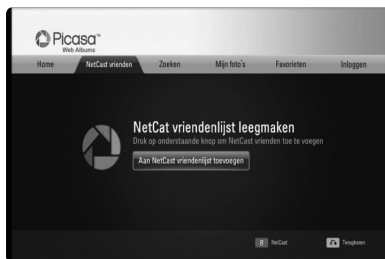 Picasa™
Web Albums
Home NetCast vrienden Zoeken Mijn foto's Favorieten Inloggen
NetCat vriendenlijst leegmaken
Druk op onderstaande knop om NetCast vrienden toe te voegen
Aan NetCast vriendenlijst toevoegen
NetCast Terugkeren